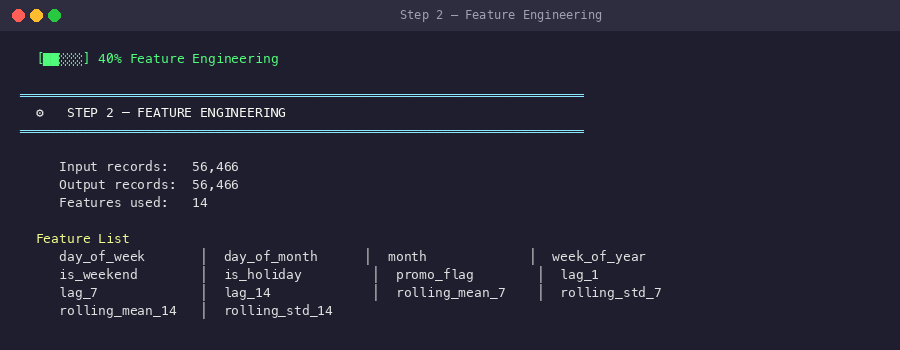 Step 2 — Feature Engineering
[██░░░] 40% Feature Engineering
⚙ STEP 2 — FEATURE ENGINEERING
Input records: 56,466
Output records: 56,466
Features used: 14
Feature List
day_of_week │ day_of_month │ month │ week_of_year
is_weekend │ is_holiday │ promo_flag │ lag_1
lag_7 │ lag_14 │ rolling_mean_7 │ rolling_std_7
rolling_mean_14 │ rolling_std_14